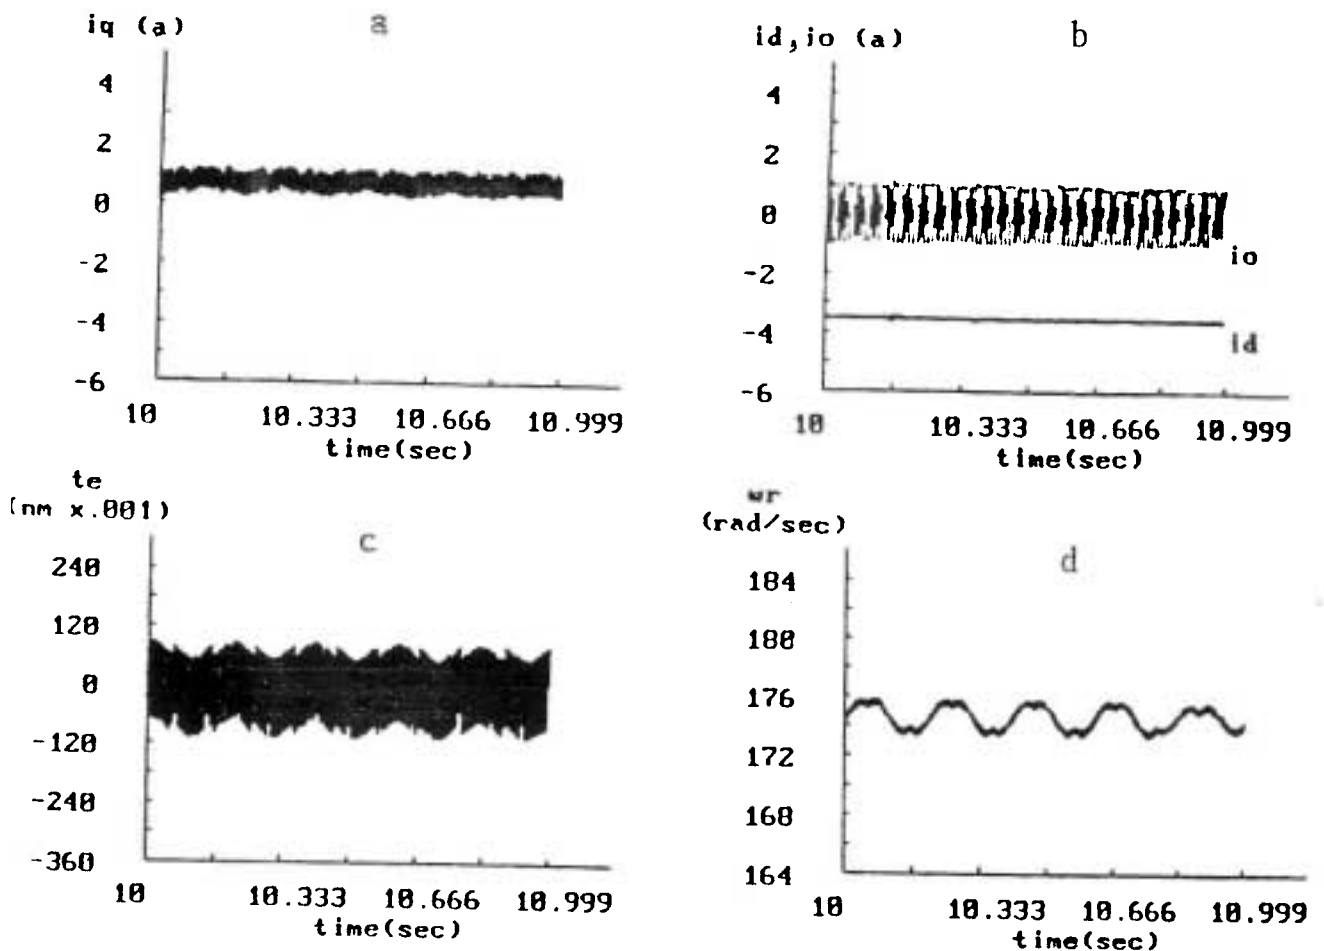 iq (a)
a
4
2
0
-2
-4
-6
10 10.333 10.666 10.999
time(sec)
id,io (a)
b
4
2
0
-2
-4
-6
io
id
10 10.333 10.666 10.999
time(sec)
te
(nm x.001)
c
240
120
0
-120
-240
-360
10 10.333 10.666 10.999
time(sec)
wr
(rad/sec)
d
184
180
176
172
168
164
10 10.333 10.666 10.999
time(sec)